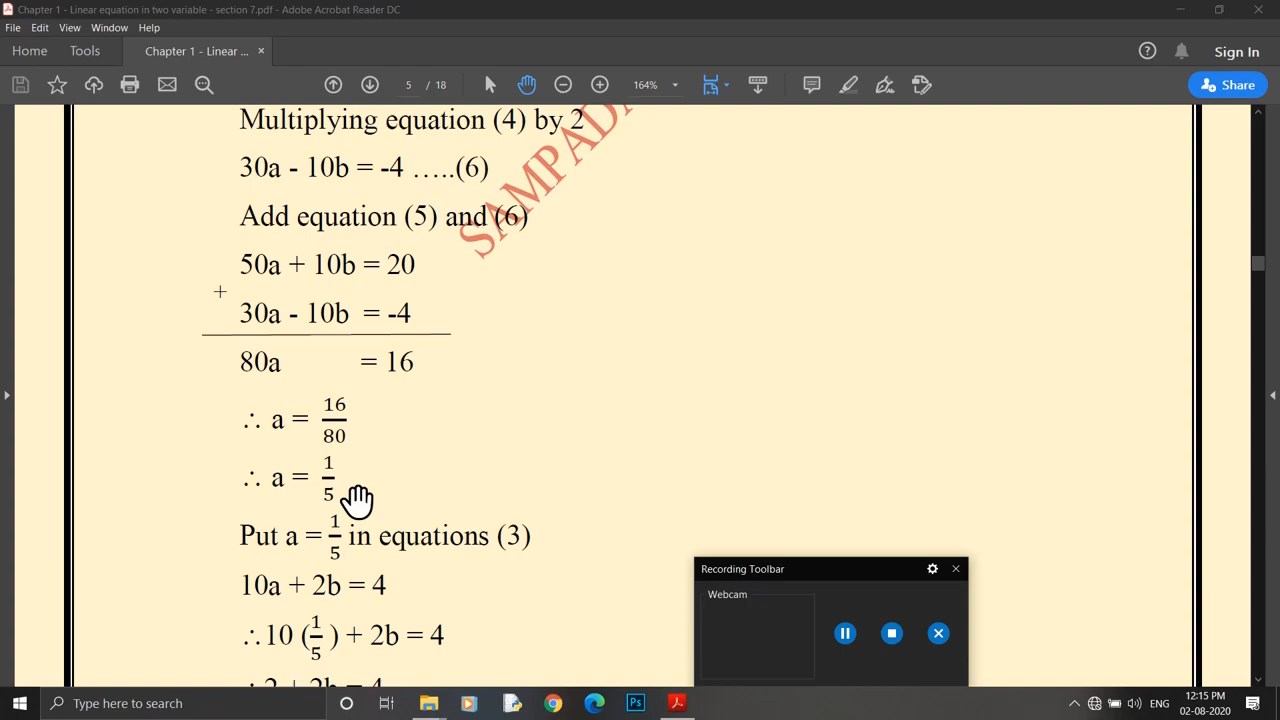 Chapter 1 - Linear equation in two variable - section 7.pdf - Adobe Acrobat Reader DC
File Edit View Window Help
Home Tools Chapter 1 - Linear ... × Sign In
5 / 18 164% Share
Multiplying equation (4) by 2
30a - 10b = -4 …..(6)
Add equation (5) and (6)
50a + 10b = 20
+
30a - 10b = -4
80a = 16
∴ a = 16/80
∴ a = 1/5
Put a = 1/5 in equations (3)
10a + 2b = 4
∴10 (1/5) + 2b = 4
SAMPADA
Recording Toolbar
Webcam
Type here to search
12:15 PM
02-08-2020